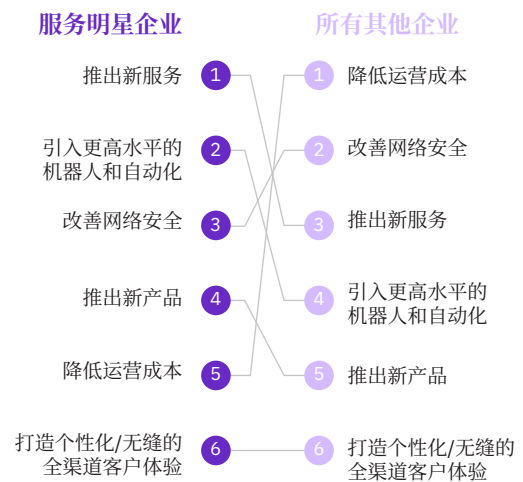 服务明星企业
所有其他企业
推出新服务
1
1
降低运营成本
引入更高水平的
机器人和自动化
2
2
改善网络安全
改善网络安全
3
3
推出新服务
推出新产品
4
4
引入更高水平的
机器人和自动化
降低运营成本
5
5
推出新产品
打造个性化/无缝的
全渠道客户体验
6
6
打造个性化/无缝的
全渠道客户体验